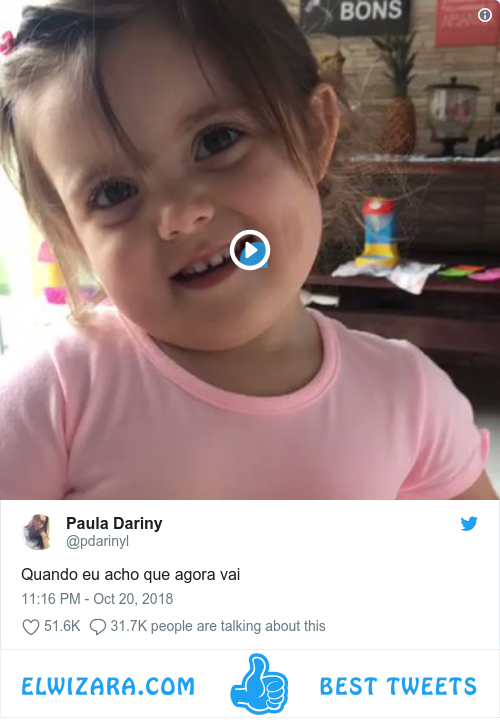 BONS
Paula Dariny
@pdarinyl
Quando eu acho que agora vai
11:16 PM - Oct 20, 2018
51.6K 31.7K people are talking about this
ELWIZARA.COM BEST TWEETS